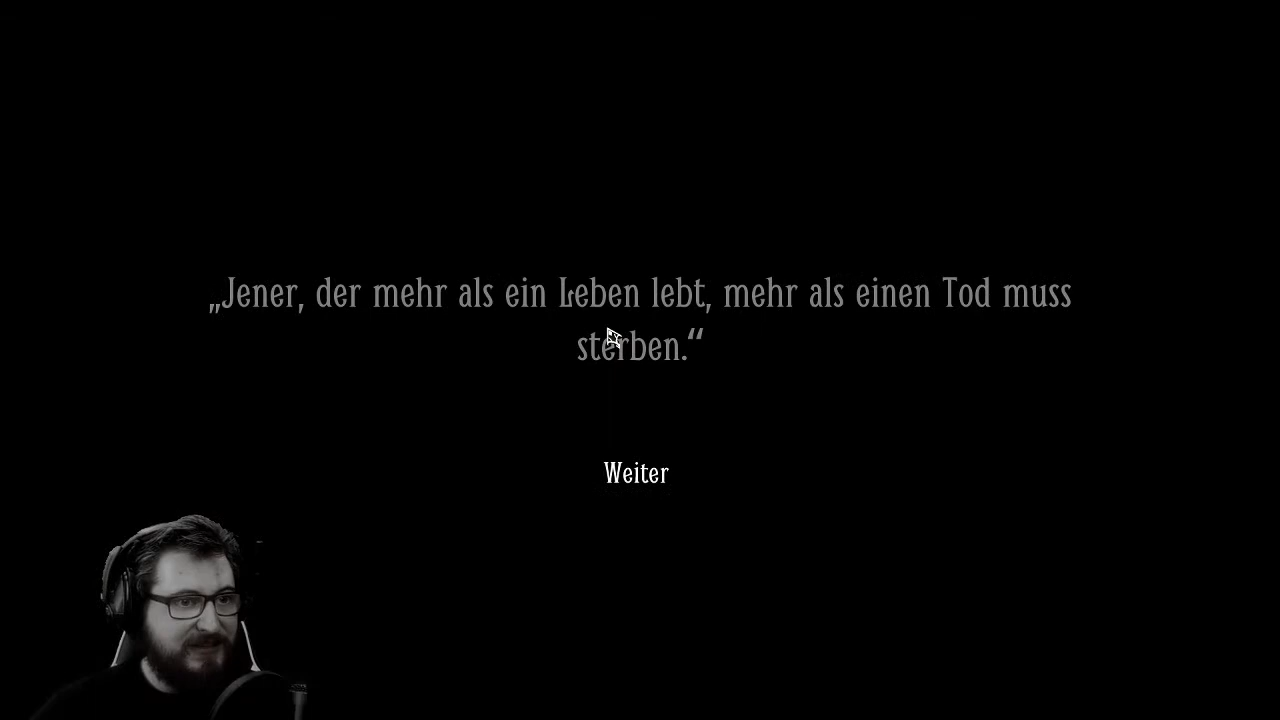 „Jener, der mehr als ein Leben lebt, mehr als einen Tod muss
sterben.“
Weiter